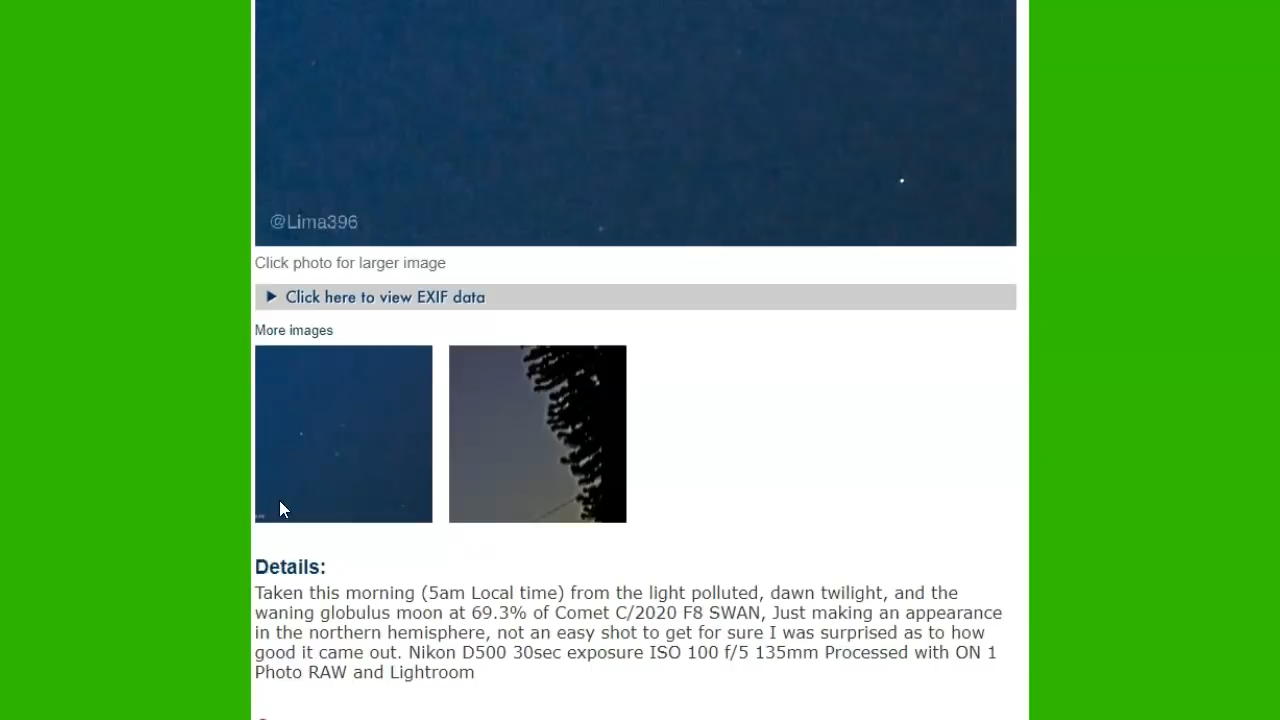 @Lima396
Click photo for larger image
Click here to view EXIF data
More images
Details:
Taken this morning (5am Local time) from the light polluted, dawn twilight, and the
waning globulus moon at 69.3% of Comet C/2020 F8 SWAN, Just making an appearance
in the northern hemisphere, not an easy shot to get for sure I was surprised as to how
good it came out. Nikon D500 30sec exposure ISO 100 f/5 135mm Processed with ON 1
Photo RAW and Lightroom